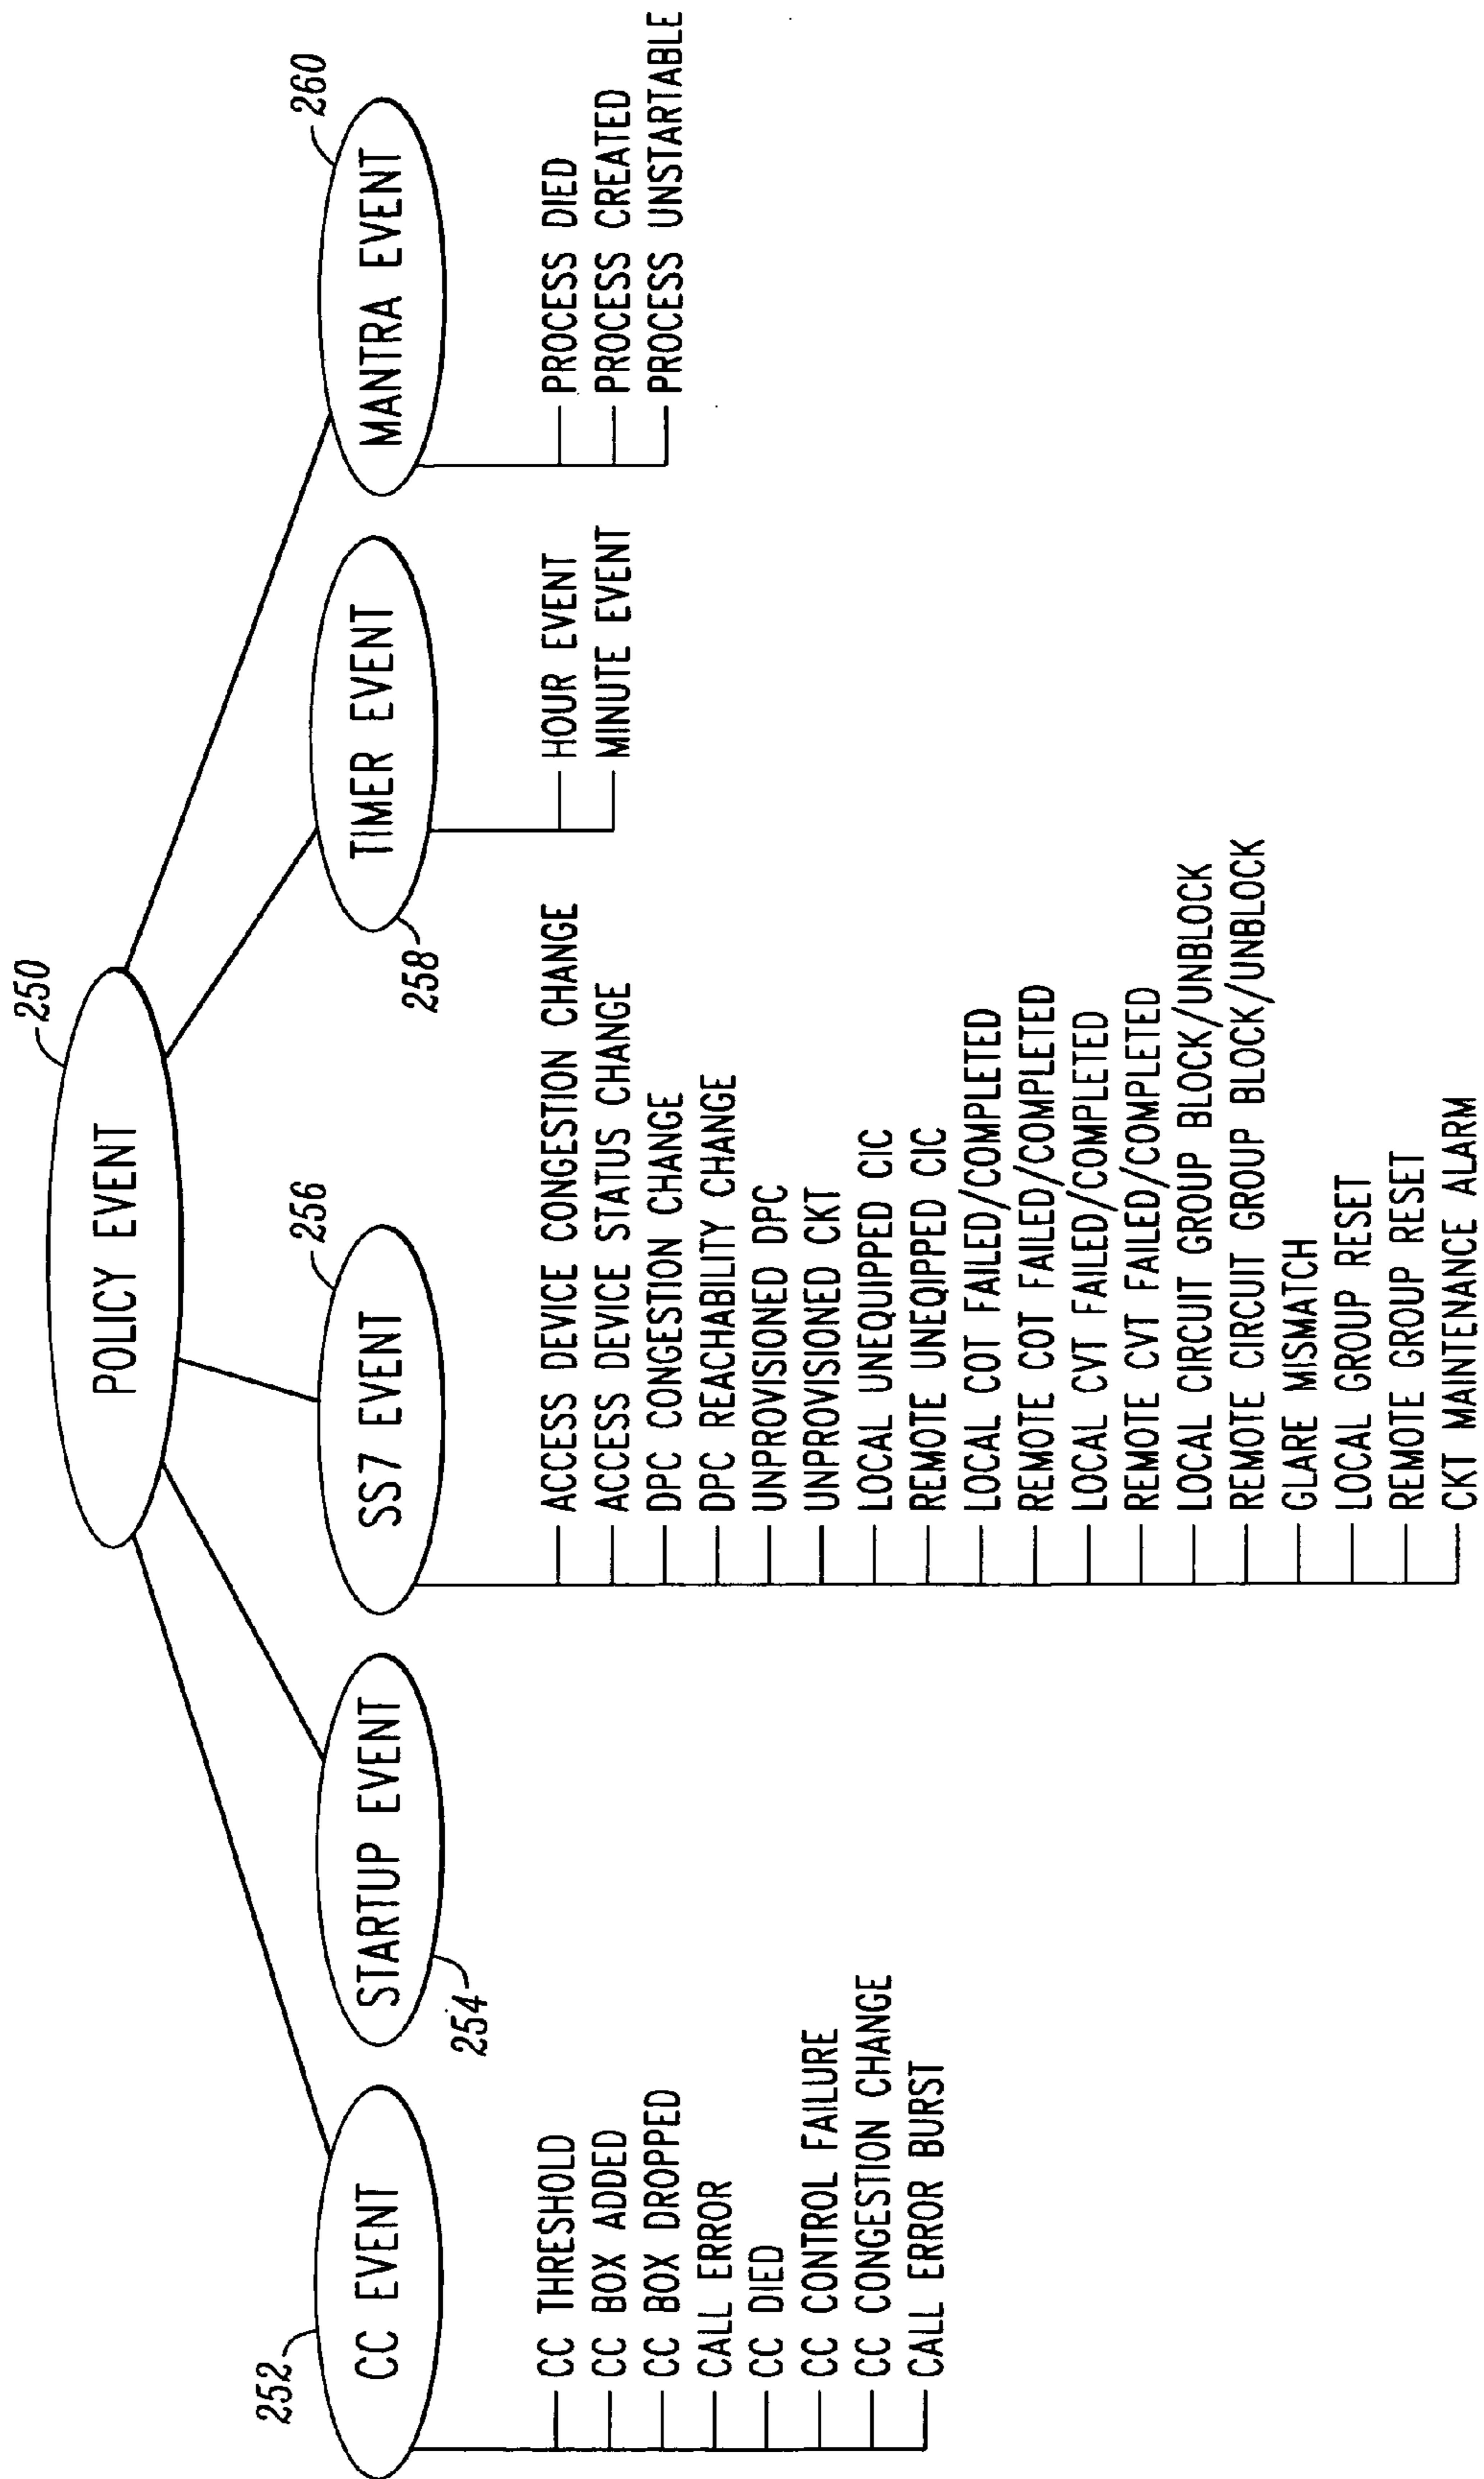 250
POLICY EVENT
252
CC EVENT
CC THRESHOLD
CC BOX ADDED
CC BOX DROPPED
CALL ERROR
CC DIED
CC CONTROL FAILURE
CC CONGESTION CHANGE
CALL ERROR BURST
STARTUP EVENT
254
256
SS7 EVENT
ACCESS DEVICE CONGESTION CHANGE
ACCESS DEVICE STATUS CHANGE
DPC CONGESTION CHANGE
DPC REACHABILITY CHANGE
UNPROVISIONED DPC
UNPROVISIONED CKT
LOCAL UNEQUIPPED CIC
REMOTE UNEQIPPED CIC
LOCAL COT FAILED/COMPLETED
REMOTE COT FAILED/COMPLETED
LOCAL CVT FAILED/COMPLETED
REMOTE CVT FAILED/COMPLETED
LOCAL CIRCUIT GROUP BLOCK/UNBLOCK
REMOTE CIRCUIT GROUP BLOCK/UNBLOCK
GLARE MISMATCH
LOCAL GROUP RESET
REMOTE GROUP RESET
CKT MAINTENANCE ALARM
TIMER EVENT
258
HOUR EVENT
MINUTE EVENT
260
MANTRA EVENT
PROCESS DIED
PROCESS CREATED
PROCESS UNSTARTABLE